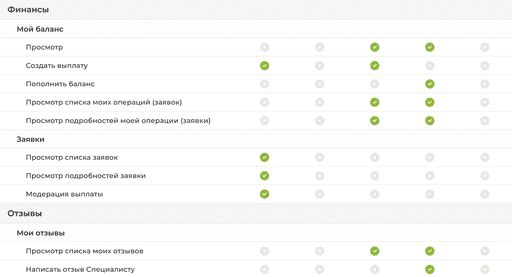 Финансы
Мой баланс
Просмотр
Создать выплату
Пополнить баланс
Просмотр списка моих операций (заявок)
Просмотр подробностей моей операции (заявки)
Заявки
Просмотр списка заявок
Просмотр подробностей заявки
Модерация выплаты
Отзывы
Мои отзывы
Просмотр списка моих отзывов
Написать отзыв Специалисту